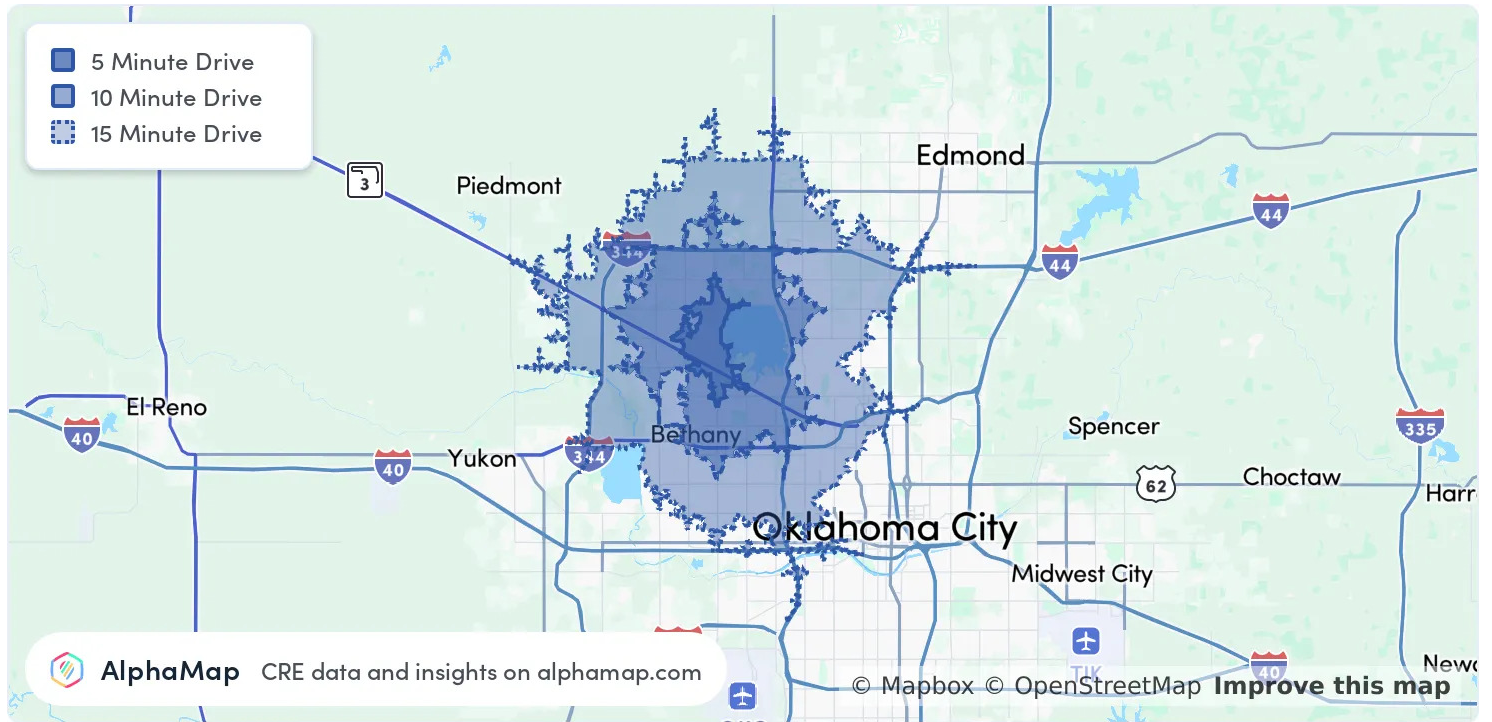 5 Minute Drive
10 Minute Drive
15 Minute Drive
3
Piedmont
Edmond
44
344
44
El Reno
40
Yukon
40
344
Bethany
Spencer
335
62
Choctaw
Harr
Oklahoma City
Midwest City
TIK
40
Newc
AlphaMap CRE data and insights on alphamap.com
© Mapbox © OpenStreetMap Improve this map